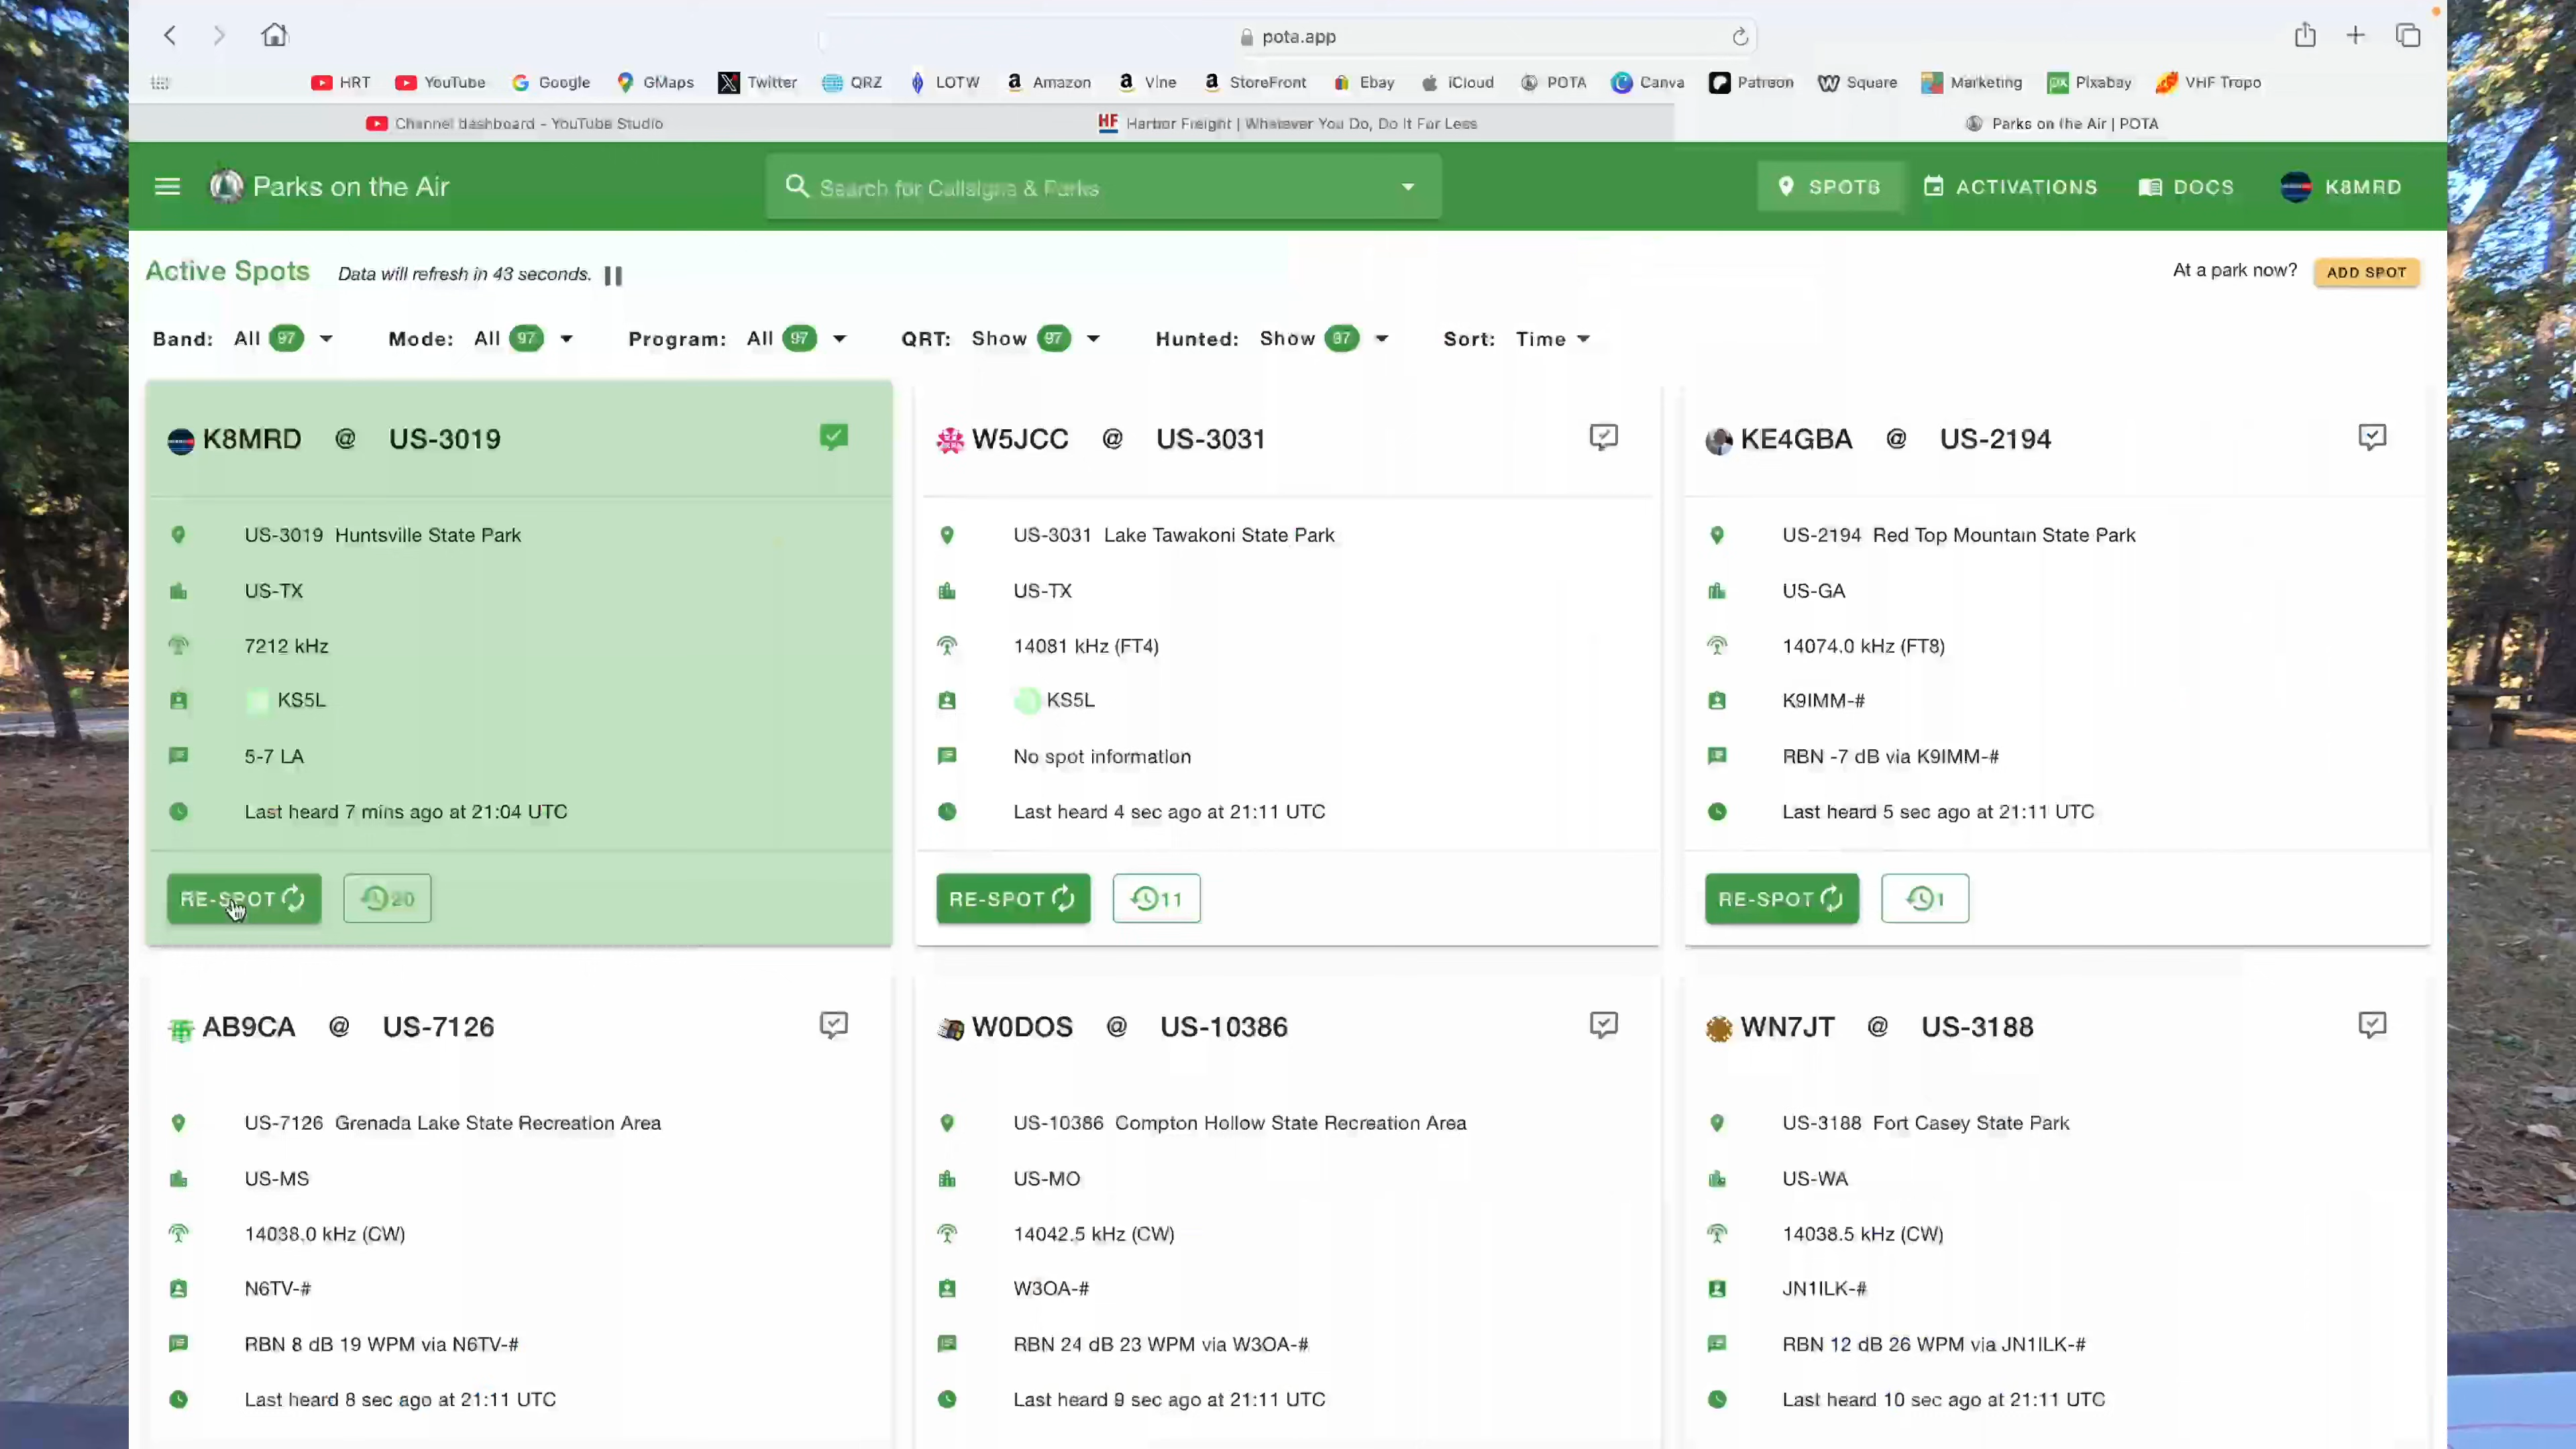 pota.app
HRT YouTube Google GMaps Twitter QRZ LOTW Amazon Vine StoreFront Ebay iCloud POTA Canva Patreon Square Marketing Pixabay VHF Tropo
Channel dashboard - YouTube Studio
HF Harbor Freight | Whatever You Do, Do It For Less
Parks on the Air | POTA
Parks on the Air
Search for Callsigns & Parks
SPOTS ACTIVATIONS DOCS K8MRD
Active Spots Data will refresh in 43 seconds.
At a park now? ADD SPOT
Band: All 97 Mode: All 97 Program: All 97 QRT: Show 97 Hunted: Show 97 Sort: Time
K8MRD @ US-3019
US-3019 Huntsville State Park
US-TX
7212 kHz
KS5L
5-7 LA
Last heard 7 mins ago at 21:04 UTC
RE-SPOT 20
W5JCC @ US-3031
US-3031 Lake Tawakoni State Park
US-TX
14081 kHz (FT4)
KS5L
No spot information
Last heard 4 sec ago at 21:11 UTC
RE-SPOT 11
KE4GBA @ US-2194
US-2194 Red Top Mountain State Park
US-GA
14074.0 kHz (FT8)
K9IMM-#
RBN -7 dB via K9IMM-#
Last heard 5 sec ago at 21:11 UTC
RE-SPOT 1
AB9CA @ US-7126
US-7126 Grenada Lake State Recreation Area
US-MS
14038.0 kHz (CW)
N6TV-#
RBN 8 dB 19 WPM via N6TV-#
Last heard 8 sec ago at 21:11 UTC
W0DOS @ US-10386
US-10386 Compton Hollow State Recreation Area
US-MO
14042.5 kHz (CW)
W3OA-#
RBN 24 dB 23 WPM via W3OA-#
Last heard 9 sec ago at 21:11 UTC
WN7JT @ US-3188
US-3188 Fort Casey State Park
US-WA
14038.5 kHz (CW)
JN1ILK-#
RBN 12 dB 26 WPM via JN1ILK-#
Last heard 10 sec ago at 21:11 UTC